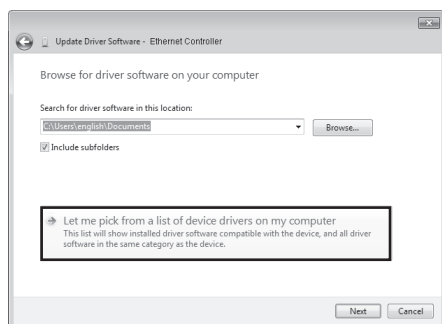 Update Driver Software - Ethernet Controller
Browse for driver software on your computer
Search for driver software in this location:
C:\Users\english\Documents
Browse...
Include subfolders
Let me pick from a list of device drivers on my computer
This list will show installed driver software compatible with the device, and all driver
software in the same category as the device.
Next Cancel